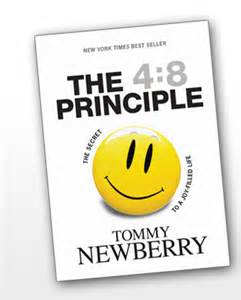 NEW YORK TIMES BEST SELLER
THE 4:8
PRINCIPLE
THE SECRET
TO A JOY-FILLED LIFE
TOMMY
NEWBERRY